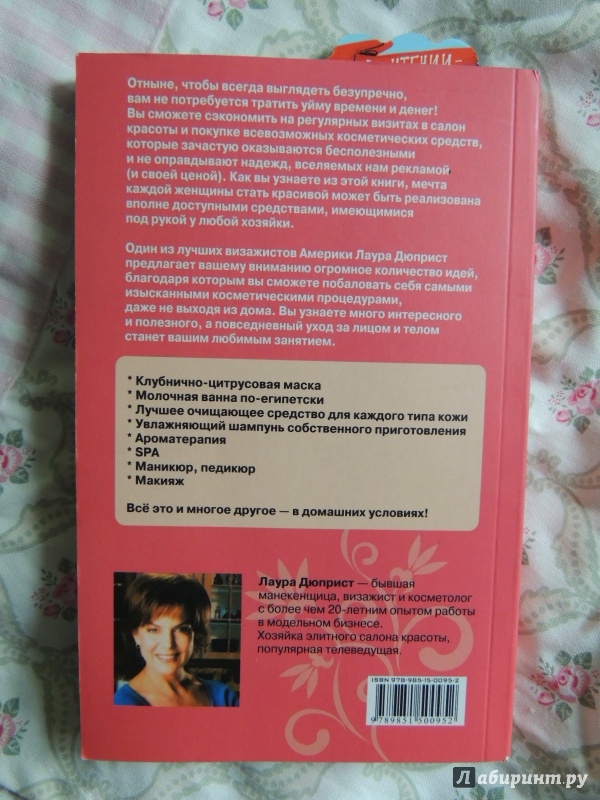 ЧТЕНИИ
Отныне, чтобы всегда выглядеть безупречно,
вам не потребуется тратить уйму времени и денег!
Вы сможете сэкономить на регулярных визитах в салон
красоты и покупке всевозможных косметических средств,
которые зачастую оказываются бесполезными
и не оправдывают надежд, вселяемых нам рекламой
(и своей ценой). Как вы узнаете из этой книги, мечта
каждой женщины стать красивой может быть реализована
вполне доступными средствами, имеющимися
под рукой у любой хозяйки.
Один из лучших визажистов Америки Лаура Дюприст
предлагает вашему вниманию огромное количество идей,
благодаря которым вы сможете побаловать себя самыми
изысканными косметическими процедурами,
даже не выходя из дома. Вы узнаете много интересного
и полезного, а повседневный уход за лицом и телом
станет вашим любимым занятием.
* Клубнично-цитрусовая маска
* Молочная ванна по-египетски
* Лучшее очищающее средство для каждого типа кожи
* Увлажняющий шампунь собственного приготовления
* Ароматерапия
* SPA
* Маникюр, педикюр
* Макияж
Всё это и многое другое — в домашних условиях!
Лаура Дюприст — бывшая
манекенщица, визажист и косметолог
с более чем 20-летним опытом работы
в модельном бизнесе.
Хозяйка элитного салона красоты,
популярная телеведущая.
ISBN 978-985-15-0095-2
9789851500952
Лабиринт.ру